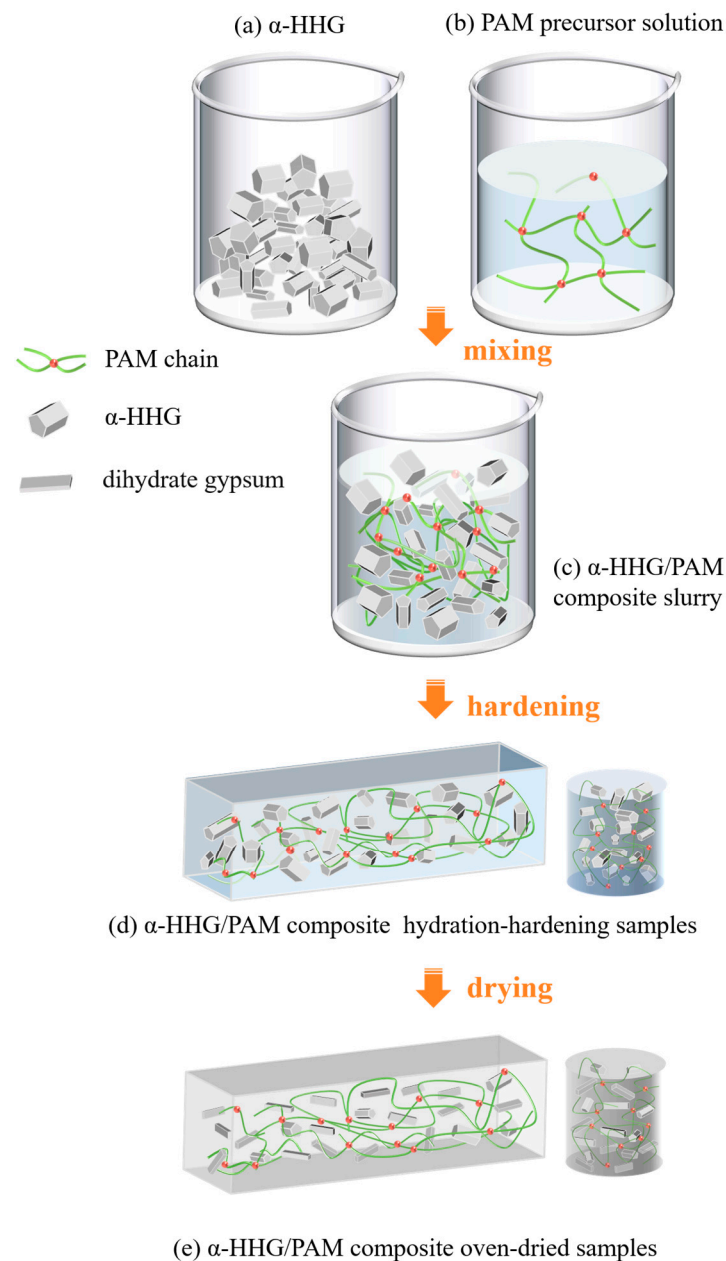 (a) α-HHG
(b) PAM precursor solution
mixing
PAM chain
α-HHG
dihydrate gypsum
(c) α-HHG/PAM
composite slurry
hardening
(d) α-HHG/PAM composite hydration-hardening samples
drying
(e) α-HHG/PAM composite oven-dried samples